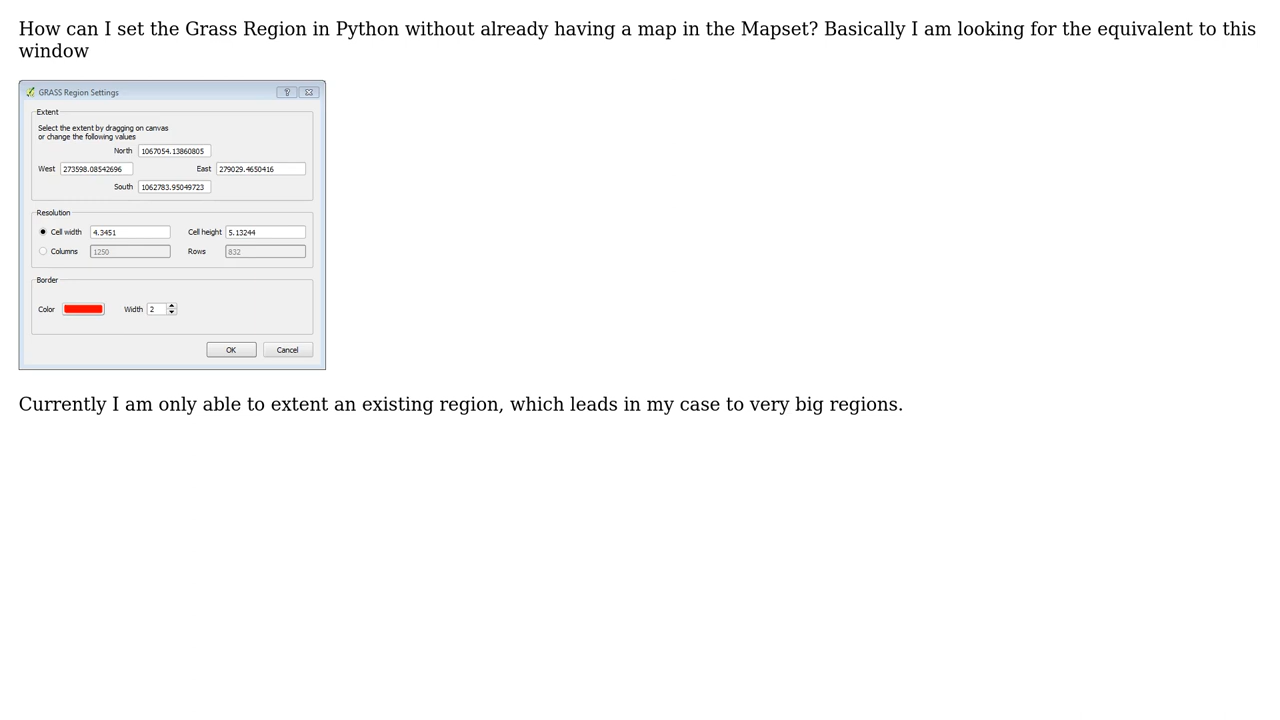 How can I set the Grass Region in Python without already having a map in the Mapset? Basically I am looking for the equivalent to this
window
GRASS Region Settings
Extent
Select the extent by dragging on canvas
or change the following values
North 1067054.13860805
West 273598.08542696 East 279029.4650416
South 1062783.95049723
Resolution
Cell width 4.3451 Cell height 5.13244
Columns 1250 Rows 832
Border
Color Width 2
OK Cancel
Currently I am only able to extent an existing region, which leads in my case to very big regions.